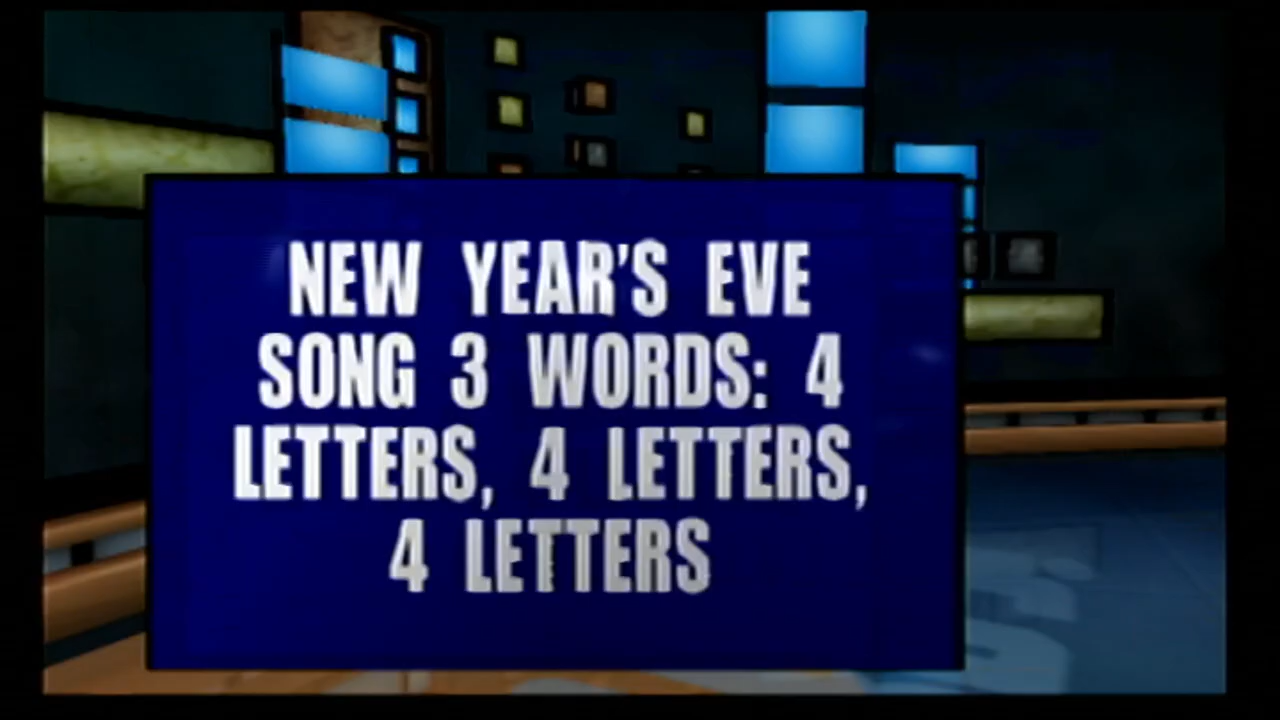 NEW YEAR'S EVE
SONG 3 WORDS: 4
LETTERS, 4 LETTERS,
4 LETTERS